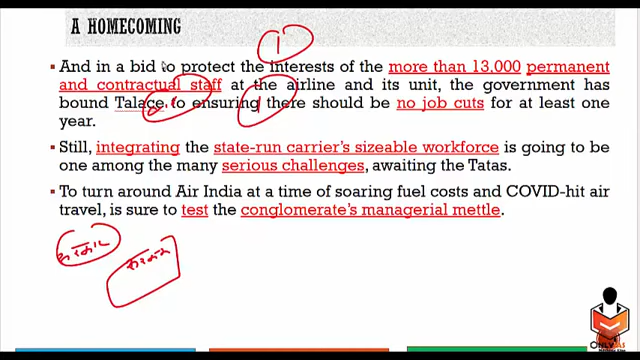 A HOMECOMING
1
And in a bid to protect the interests of the more than 13,000 permanent
and contractual staff at the airline and its unit, the government has
bound Talace to ensuring there should be no job cuts for at least one
year.
Still, integrating the state-run carrier's sizeable workforce is going to be
one among the many serious challenges, awaiting the Tatas.
To turn around Air India at a time of soaring fuel costs and COVID-hit air
travel, is sure to test the conglomerate's managerial mettle.